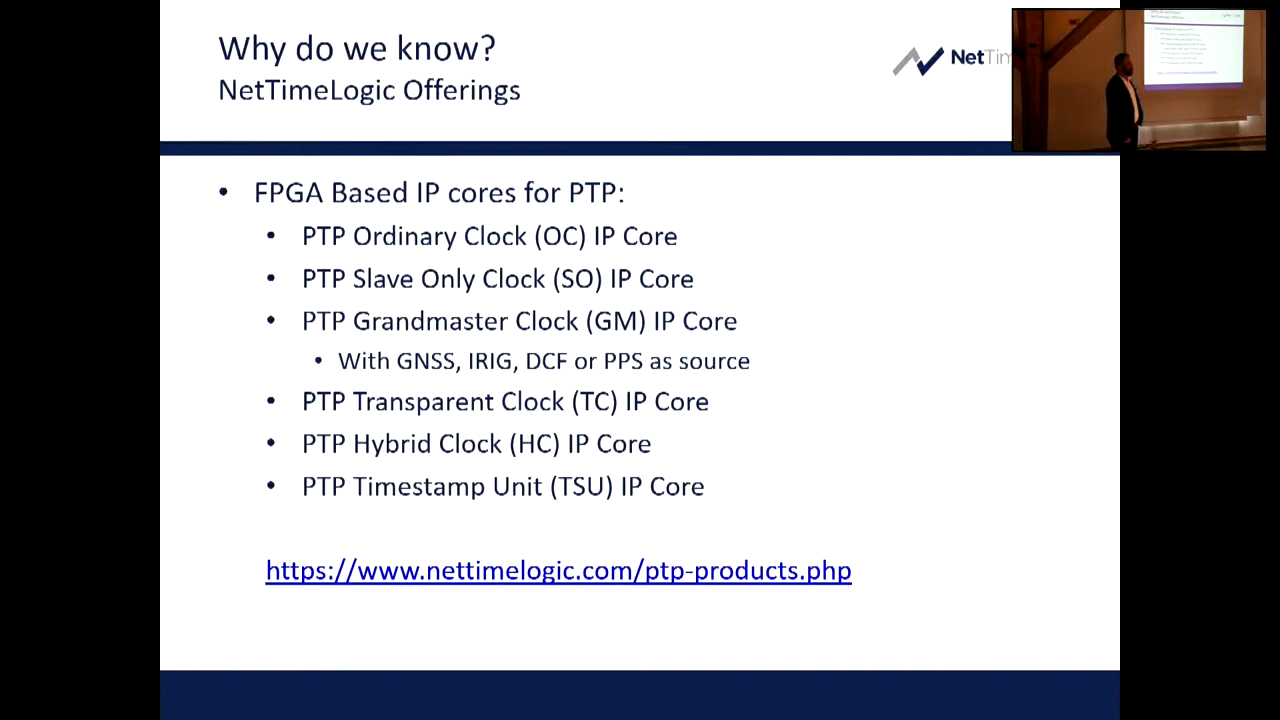 Why do we know?
NetTimeLogic Offerings
NetTim
• FPGA Based IP cores for PTP:
• PTP Ordinary Clock (OC) IP Core
• PTP Slave Only Clock (SO) IP Core
• PTP Grandmaster Clock (GM) IP Core
• With GNSS, IRIG, DCF or PPS as source
• PTP Transparent Clock (TC) IP Core
• PTP Hybrid Clock (HC) IP Core
• PTP Timestamp Unit (TSU) IP Core
https://www.nettimelogic.com/ptp-products.php